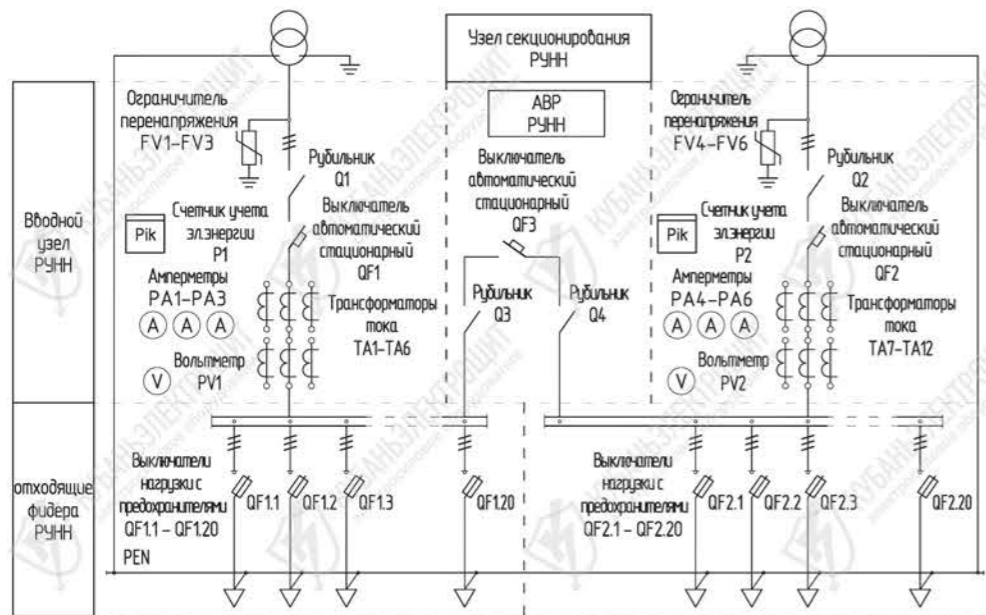 Узел секционирования
РУНН
АВР
РУНН
Вводной
узел
РУНН
Ограничитель
перенапряжения
FV1-FV3
Рубильник
Q1
Счетчик учета
эл.энергии
P1
Pik
Выключатель
автоматический
стационарный
QF1
Амперметры
PA1-PA3
A A A
Трансформаторы
тока
TA1-TA6
Вольтметр
PV1
V
Выключатель
автоматический
стационарный
QF3
Рубильник
Q3
Рубильник
Q4
Ограничитель
перенапряжения
FV4-FV6
Рубильник
Q2
Счетчик учета
эл.энергии
P2
Pik
Выключатель
автоматический
стационарный
QF2
Амперметры
PA4-PA6
A A A
Трансформаторы
тока
TA7-TA12
Вольтметр
PV2
V
отходящие
фидера
РУНН
Выключатели
нагрузки с
предохранителями
QF1.1 - QF1.20
QF1.1
QF1.2
QF1.3
QF1.20
PEN
Выключатели
нагрузки с
предохранителями
QF2.1 - QF2.20
QF2.1
QF2.2
QF2.3
QF2.20
КУБАНЬЭЛЕКТРОЩИТ